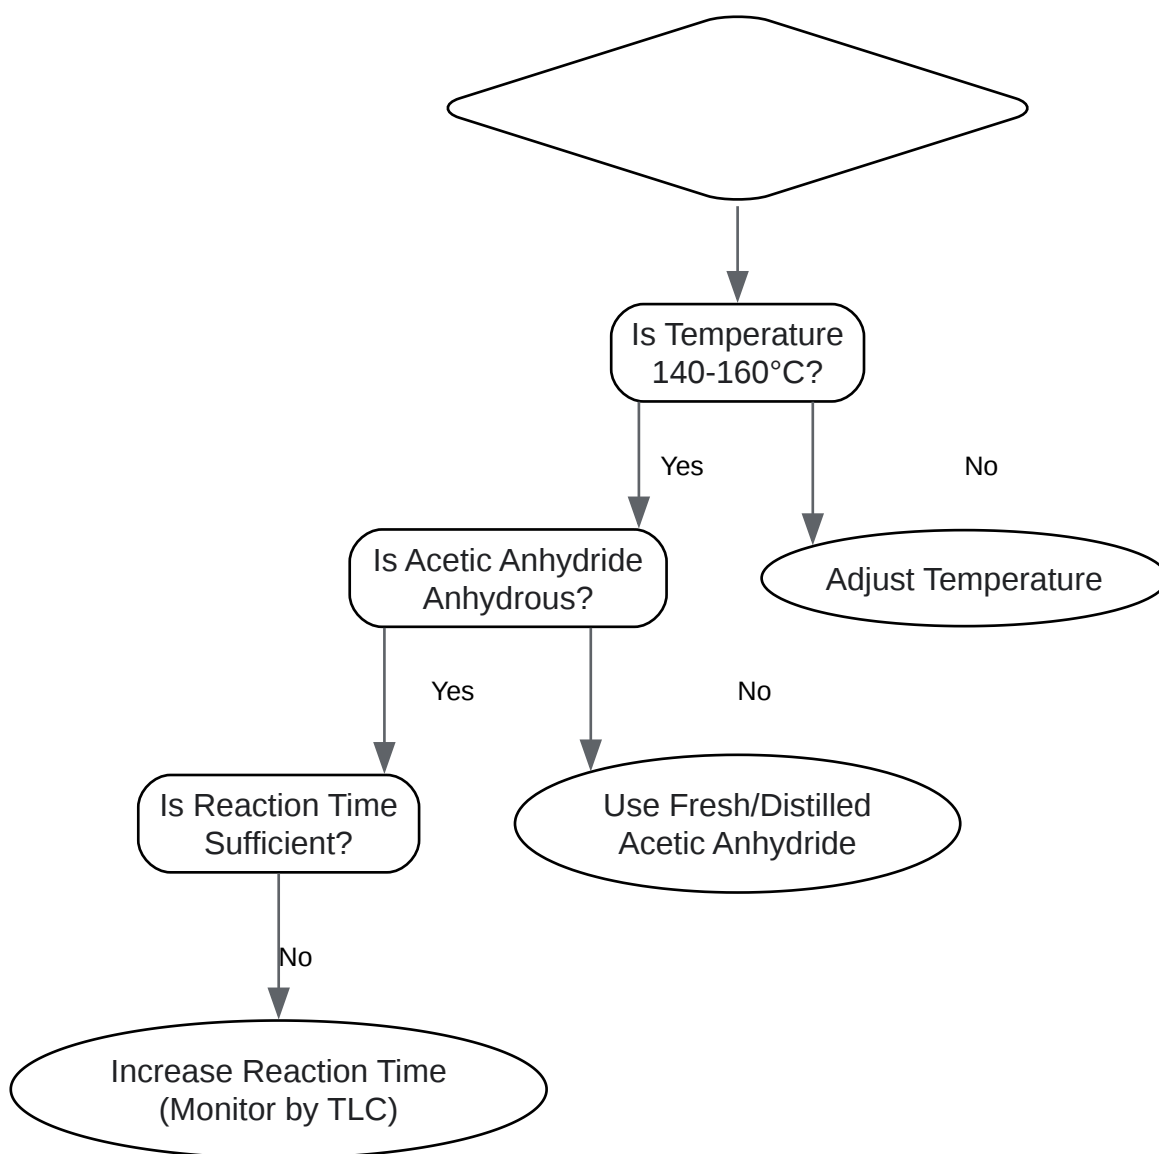 Is Temperature
140-160°C?
Yes
No
Is Acetic Anhydride
Anhydrous?
Adjust Temperature
Yes
No
Is Reaction Time
Sufficient?
Use Fresh/Distilled
Acetic Anhydride
No
Increase Reaction Time
(Monitor by TLC)